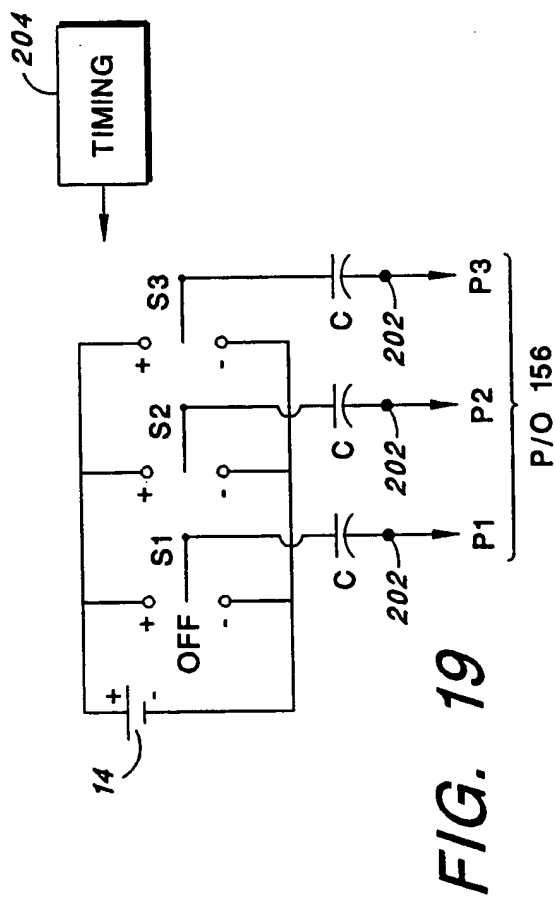 204
TIMING
14
+
-
+
OFF
-
S1
+
-
S2
+
-
S3
C
C
C
202
202
202
P1
P2
P3
P/O 156
FIG. 19